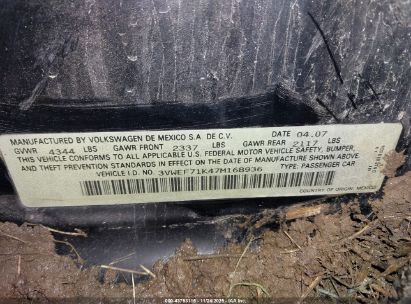 MANUFACTURED BY VOLKSWAGEN DE MEXICO S.A. DE C.V. DATE 04.07
GVWR 4344 LBS GAWR FRONT 2337 LBS GAWR REAR 2117 LBS
THIS VEHICLE CONFORMS TO ALL APPLICABLE U.S. FEDERAL MOTOR VEHICLE SAFETY, BUMPER,
AND THEFT PREVENTION STANDARDS IN EFFECT ON THE DATE OF MANUFACTURE SHOWN ABOVE.
VEHICLE I.D. NO. 3VWEF71K47M168936 TYPE: PASSENGER CAR
COUNTRY OF ORIGIN: MEXICO